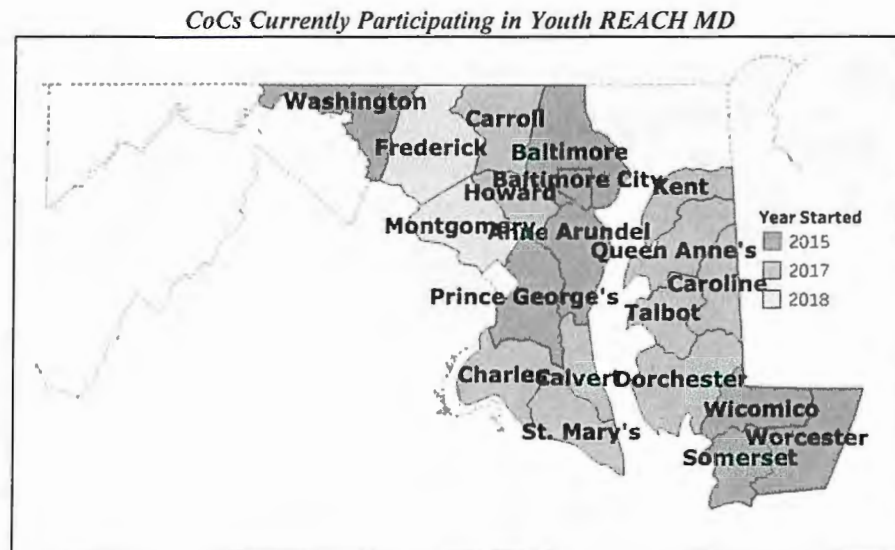 CoCs Currently Participating in Youth REACH MD
Washington
Carroll
Frederick
Baltimore
Baltimore City
Howard
Kent
Montgomery
Anne Arundel
Queen Anne's
Caroline
Prince George's
Talbot
Charles
Calvert
Dorchester
St. Mary's
Wicomico
Worcester
Somerset
Year Started
2015
2017
2018